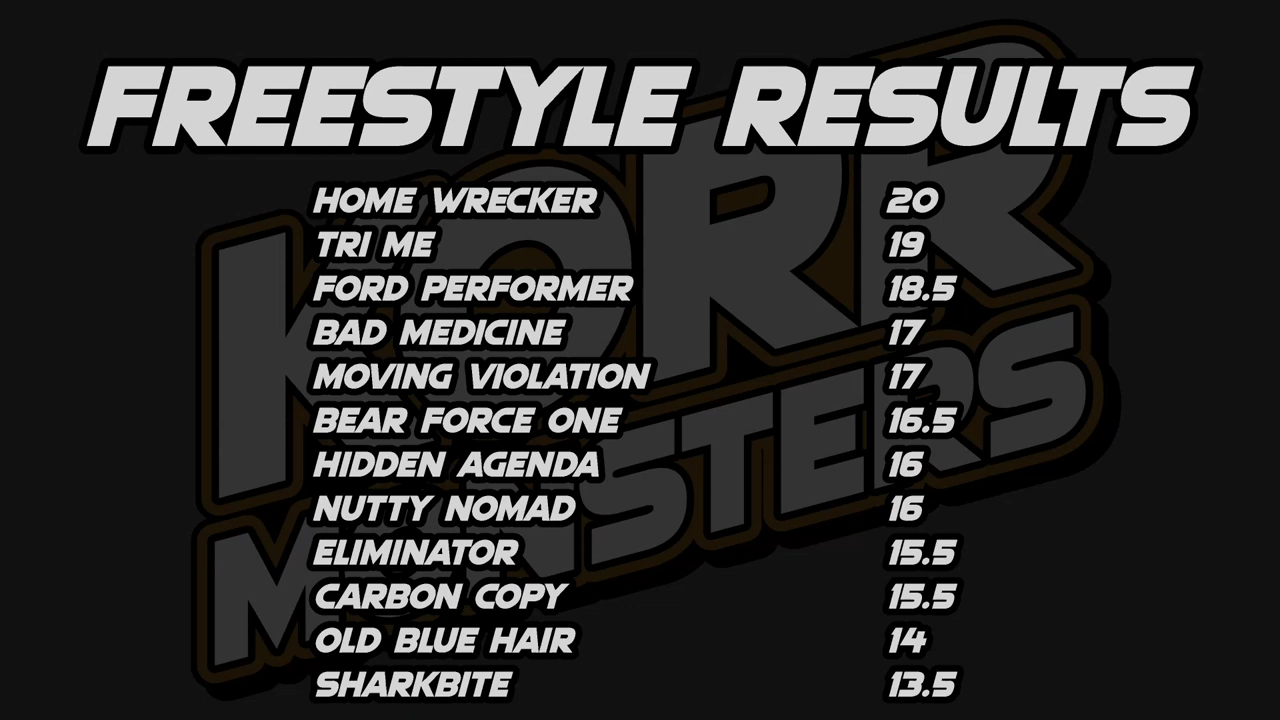 FREESTYLE RESULTS
HOME WRECKER 20
TRI ME 19
FORD PERFORMER 18.5
BAD MEDICINE 17
MOVING VIOLATION 17
BEAR FORCE ONE 16.5
HIDDEN AGENDA 16
NUTTY NOMAD 16
ELIMINATOR 15.5
CARBON COPY 15.5
OLD BLUE HAIR 14
SHARKBITE 13.5
KORR
MONSTERS